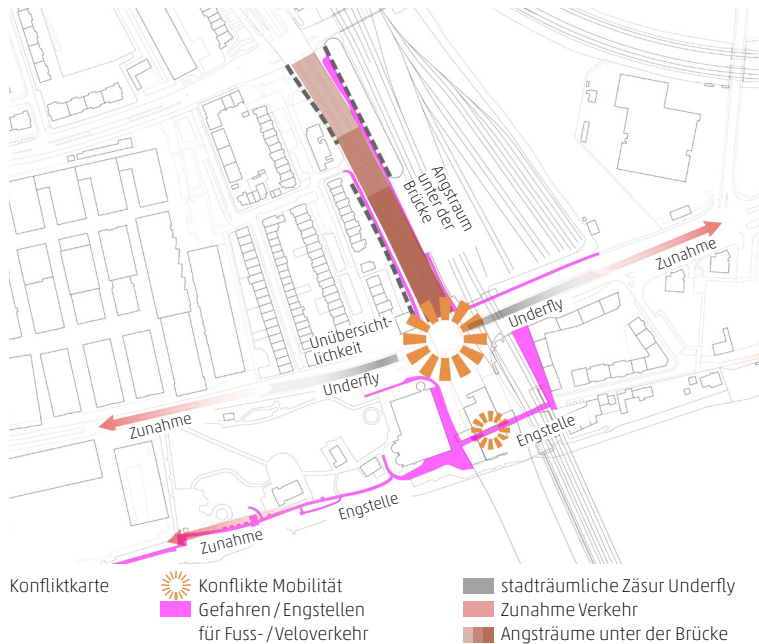 Angstraum
unter der
Brücke
Zunahme
Underfly
Unübersicht-
lichkeit
Underfly
Zunahme
Engstelle
Engstelle
Zunahme
Konfliktkarte
Konflikte Mobilität
Gefahren / Engstellen
für Fuss- / Veloverkehr
stadträumliche Zäsur Underfly
Zunahme Verkehr
Angsträume unter der Brücke